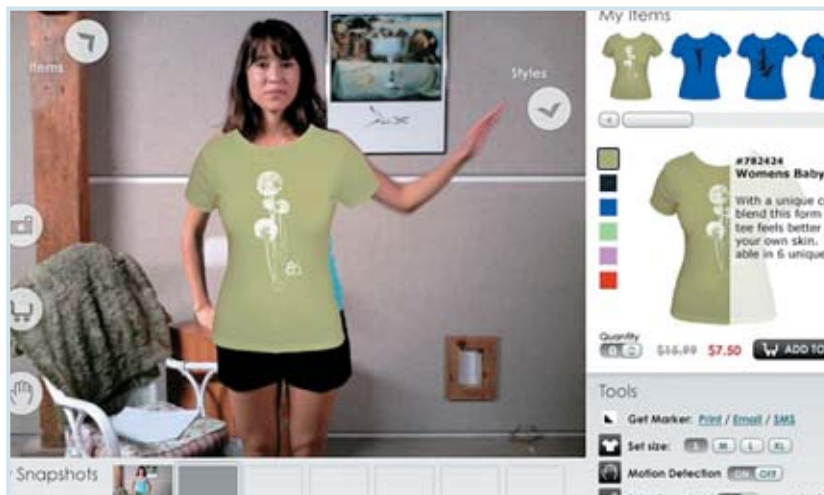 My Items
Items
Styles
#782424
Womens Baby
With a unique c
blend this form
tee feels better
your own skin.
able in 6 unique
Quantity
$15.99 $7.50 ADD TO
Tools
Get Marker: Print / Email / SMS
Set size: S M L XL
Motion Detection ON OFF
Snapshots